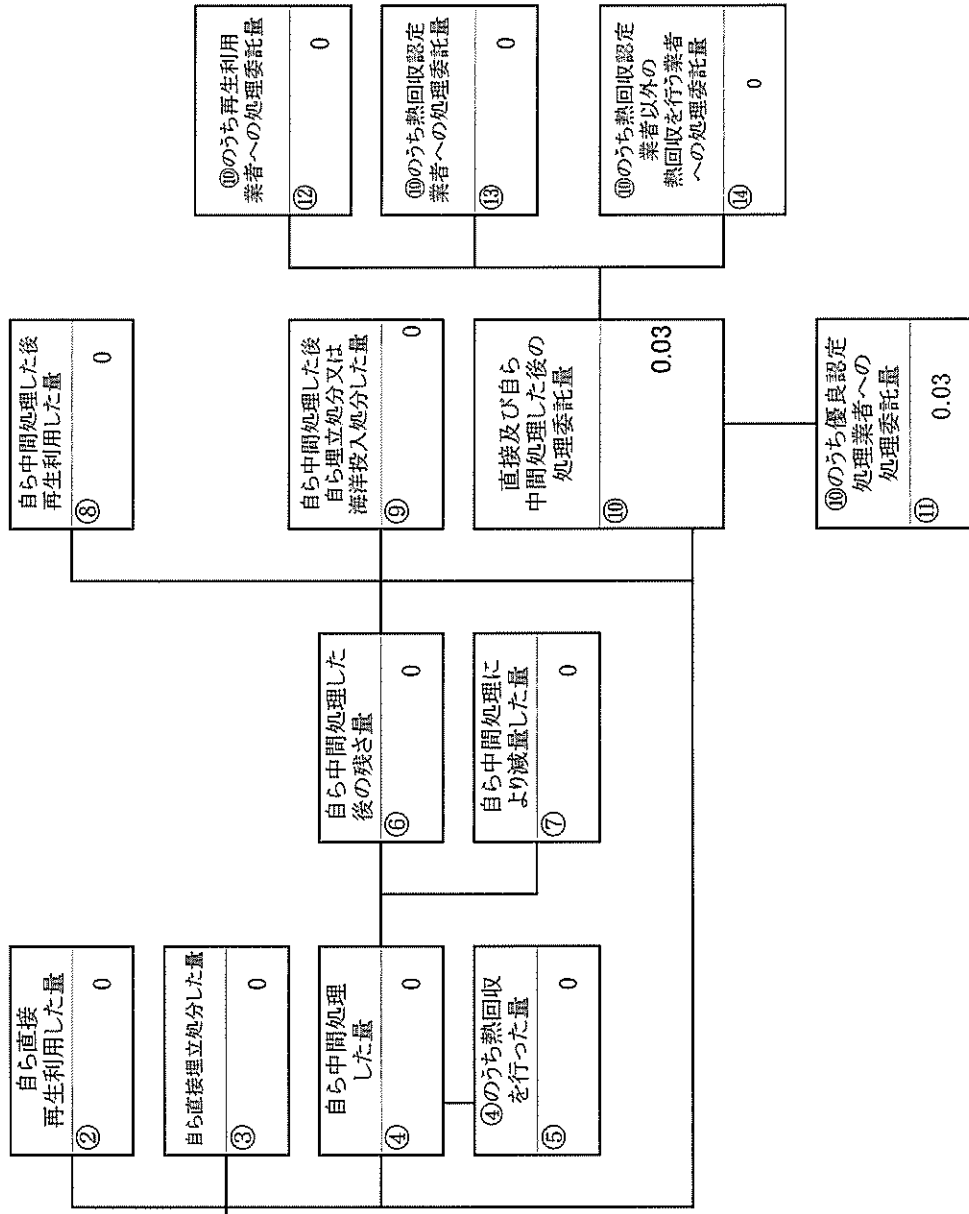 自ら直接
再生利用した量
②
0
自ら直接埋立処分した量
③
0
自ら中間処理
した量
④
0
④のうち熱回収
を行った量
⑤
0
自ら中間処理した
後の残さ量
⑥
0
自ら中間処理に
より減量した量
⑦
0
自ら中間処理した後
再生利用した量
⑧
0
自ら中間処理した後
自ら埋立処分又は
海洋投入処分した量
⑨
0
直接及び自ら
中間処理した後の
処理委託量
⑩
0.03
⑩のうち優良認定
処理業者への
処理委託量
⑪
0.03
⑩のうち再生利用
業者への処理委託量
⑫
0
⑩のうち熱回収認定
業者への処理委託量
⑬
0
⑩のうち熱回収認定
業者以外の
熱回収を行う業者
への処理委託量
⑭
0